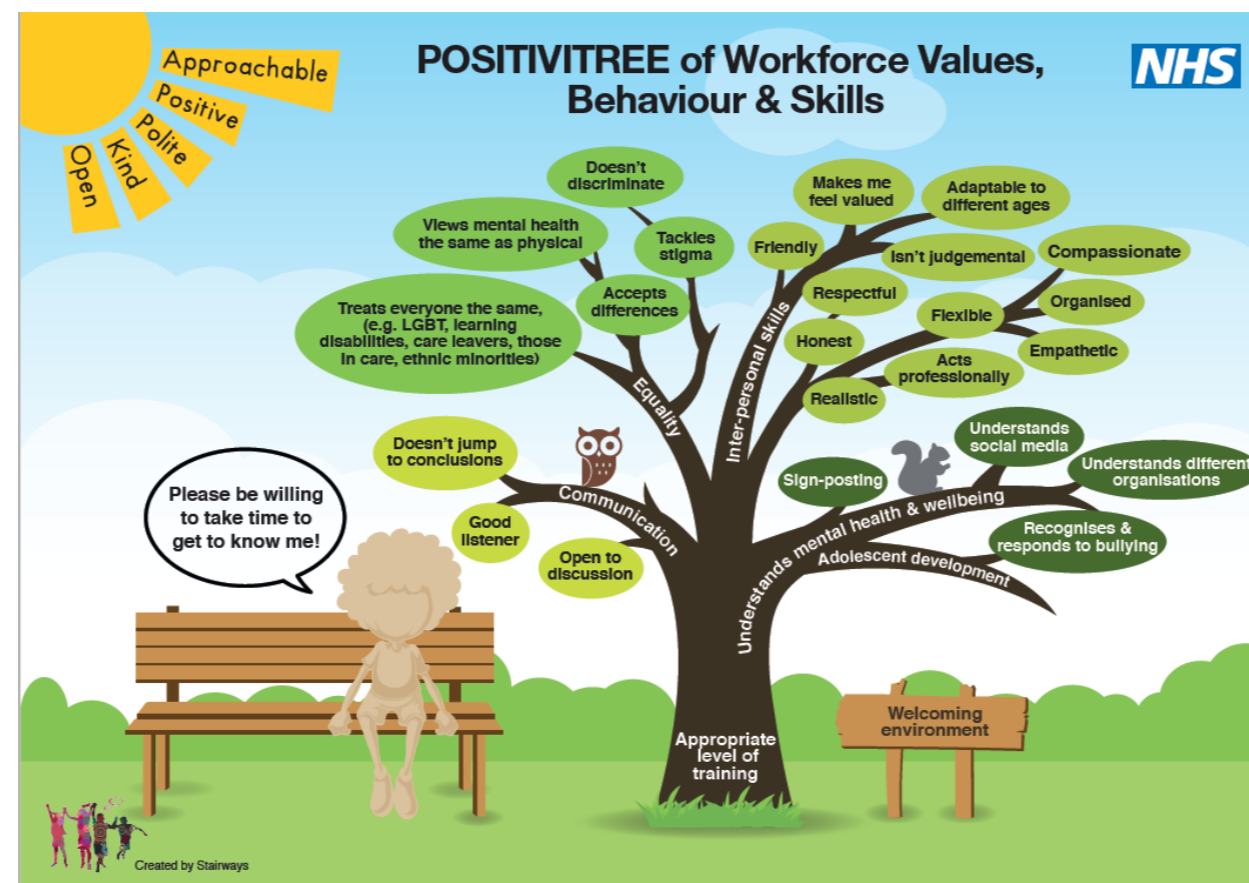 POSITIVITREE of Workforce Values,
Behaviour & Skills
NHS
Approachable
Positive
Polite
Kind
Open
Doesn't
discriminate
Views mental health
the same as physical
Tackles
stigma
Treats everyone the same,
(e.g. LGBT, learning
disabilities, care leavers, those
in care, ethnic minorities)
Accepts
differences
Equality
Makes me
feel valued
Adaptable to
different ages
Friendly
Isn't judgemental
Compassionate
Respectful
Organised
Flexible
Honest
Empathetic
Acts
professionally
Realistic
Inter-personal skills
Doesn't jump
to conclusions
Good
listener
Open to
discussion
Communication
Understands
social media
Sign-posting
Understands different
organisations
Recognises &
responds to bullying
Understands mental health & wellbeing
Adolescent development
Please be willing
to take time to
get to know me!
Appropriate
level of
training
Welcoming
environment
Created by Stairways